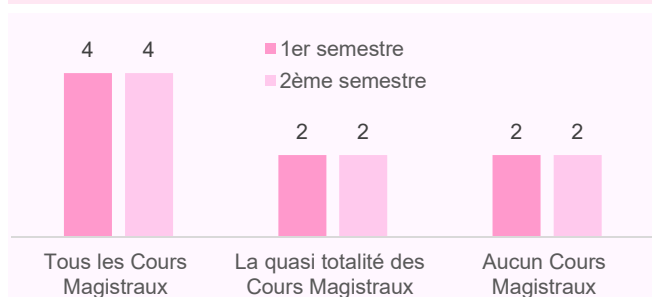 4 4
1er semestre
2ème semestre
2 2
2 2
Tous les Cours
Magistraux
La quasi totalité des
Cours Magistraux
Aucun Cours
Magistraux